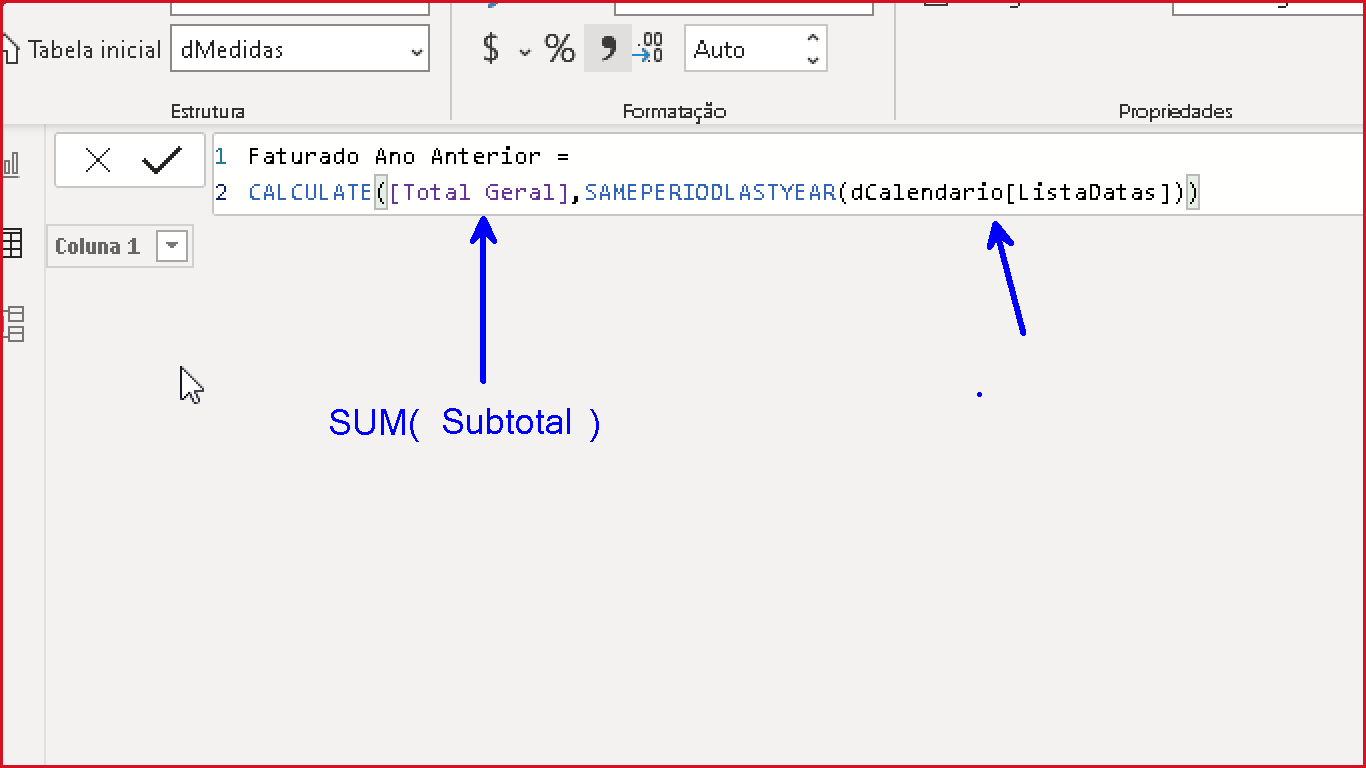 Tabela inicial dMedidas
$ % , .00 .0 Auto
Estrutura Formatação Propriedades
1 Faturado Ano Anterior =
2 CALCULATE([Total Geral],SAMEPERIODLASTYEAR(dCalendario[ListaDatas]))
Coluna 1
SUM( Subtotal )